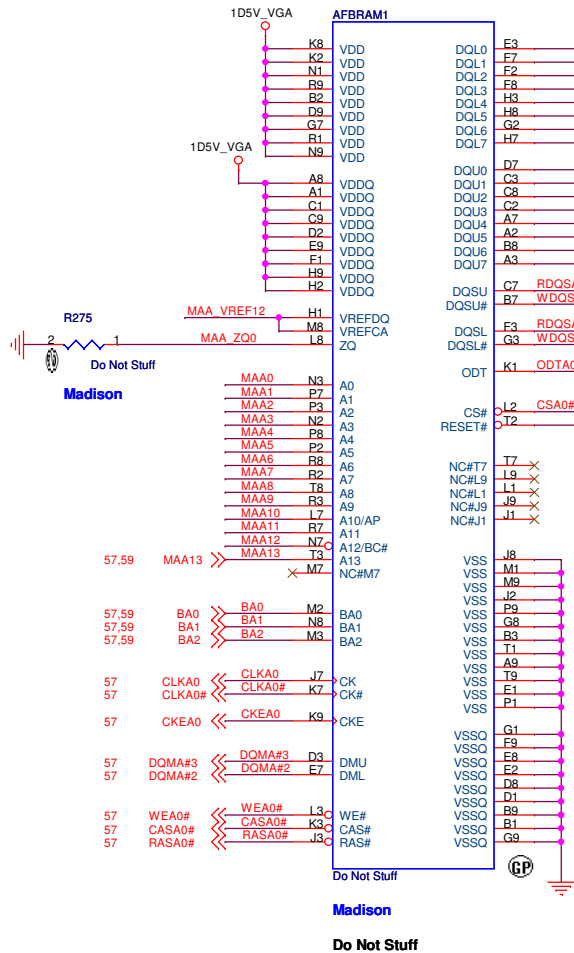 1D5V_VGA
AFBRAM1
K8 VDD DQL0 E3
K2 VDD DQL1 F7
N1 VDD DQL2 F2
R9 VDD DQL3 F8
B2 VDD DQL4 H3
D9 VDD DQL5 H8
G7 VDD DQL6 G2
R1 VDD DQL7 H7
N9 VDD
1D5V_VGA
DQU0 D7
A8 VDDQ DQU1 C3
A1 VDDQ DQU2 C8
C1 VDDQ DQU3 C2
C9 VDDQ DQU4 A7
D2 VDDQ DQU5 A2
E9 VDDQ DQU6 B8
F1 VDDQ DQU7 A3
H9 VDDQ
H2 VDDQ DQSU C7 RDQSA
DQSU# B7 WDQS
MAA_VREF12 H1 VREFDQ
M8 VREFCA DQSL F3 RDQSA
R275
2 1 MAA_ZQ0 L8 ZQ DQSL# G3 WDQS
Do Not Stuff
ODT K1 ODTA0
Madison
MAA0 N3 A0
MAA1 P7 A1
MAA2 P3 A2 CS# L2 CSA0#
MAA3 N2 A3 RESET# T2
MAA4 P8 A4
MAA5 P2 A5
MAA6 R8 A6 NC#T7 T7
MAA7 R2 A7 NC#L9 L9
MAA8 T8 A8 NC#L1 L1
MAA9 R3 A9 NC#J9 J9
MAA10 L7 A10/AP NC#J1 J1
MAA11 R7 A11
MAA12 N7 A12/BC#
57,59 MAA13 MAA13 T3 A13 VSS J8
M7 NC#M7 VSS M1
VSS M9
VSS J2
57,59 BA0 BA0 M2 BA0 VSS P9
57,59 BA1 BA1 N8 BA1 VSS G8
57,59 BA2 BA2 M3 BA2 VSS B3
VSS T1
VSS A9
57 CLKA0 CLKA0 J7 CK VSS T9
57 CLKA0# CLKA0# K7 CK# VSS E1
VSS P1
57 CKEA0 CKEA0 K9 CKE
VSSQ G1
VSSQ F9
57 DQMA#3 DQMA#3 D3 DMU VSSQ E8
57 DQMA#2 DQMA#2 E7 DML VSSQ E2
VSSQ D8
VSSQ D1
57 WEA0# WEA0# L3 WE# VSSQ B9
57 CASA0# CASA0# K3 CAS# VSSQ B1
57 RASA0# RASA0# J3 RAS# VSSQ G9
GP
Do Not Stuff
Madison
Do Not Stuff